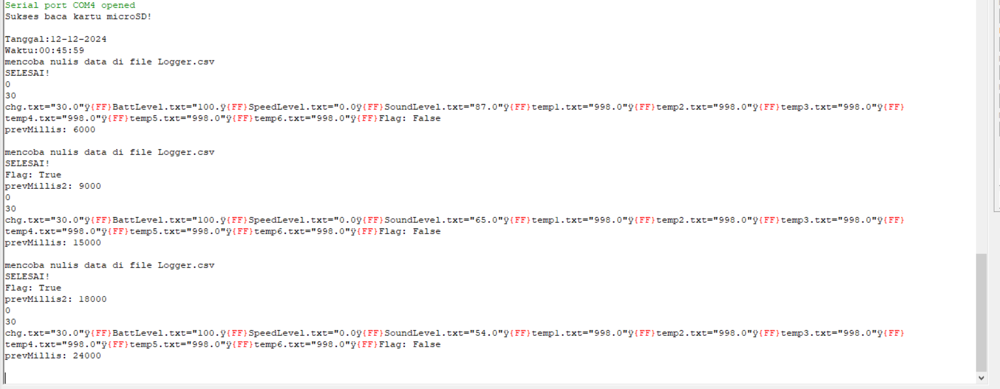 Serial port COM4 opened
Sukses baca kartu microSD!
Tanggal:12-12-2024
Waktu:00:45:59
mencoba nulis data di file Logger.csv
SELESAI!
0
30
chg.txt="30.0"ÿ{FF}BattLevel.txt="100.ÿ{FF}SpeedLevel.txt="0.0ÿ{FF}SoundLevel.txt="87.0"ÿ{FF}temp1.txt="998.0"ÿ{FF}temp2.txt="998.0"ÿ{FF}temp3.txt="998.0"ÿ{FF}
temp4.txt="998.0"ÿ{FF}temp5.txt="998.0"ÿ{FF}temp6.txt="998.0"ÿ{FF}Flag: False
prevMillis: 6000
mencoba nulis data di file Logger.csv
SELESAI!
Flag: True
prevMillis2: 9000
0
30
chg.txt="30.0"ÿ{FF}BattLevel.txt="100.ÿ{FF}SpeedLevel.txt="0.0ÿ{FF}SoundLevel.txt="65.0"ÿ{FF}temp1.txt="998.0"ÿ{FF}temp2.txt="998.0"ÿ{FF}temp3.txt="998.0"ÿ{FF}
temp4.txt="998.0"ÿ{FF}temp5.txt="998.0"ÿ{FF}temp6.txt="998.0"ÿ{FF}Flag: False
prevMillis: 15000
mencoba nulis data di file Logger.csv
SELESAI!
Flag: True
prevMillis2: 18000
0
30
chg.txt="30.0"ÿ{FF}BattLevel.txt="100.ÿ{FF}SpeedLevel.txt="0.0ÿ{FF}SoundLevel.txt="54.0"ÿ{FF}temp1.txt="998.0"ÿ{FF}temp2.txt="998.0"ÿ{FF}temp3.txt="998.0"ÿ{FF}
temp4.txt="998.0"ÿ{FF}temp5.txt="998.0"ÿ{FF}temp6.txt="998.0"ÿ{FF}Flag: False
prevMillis: 24000